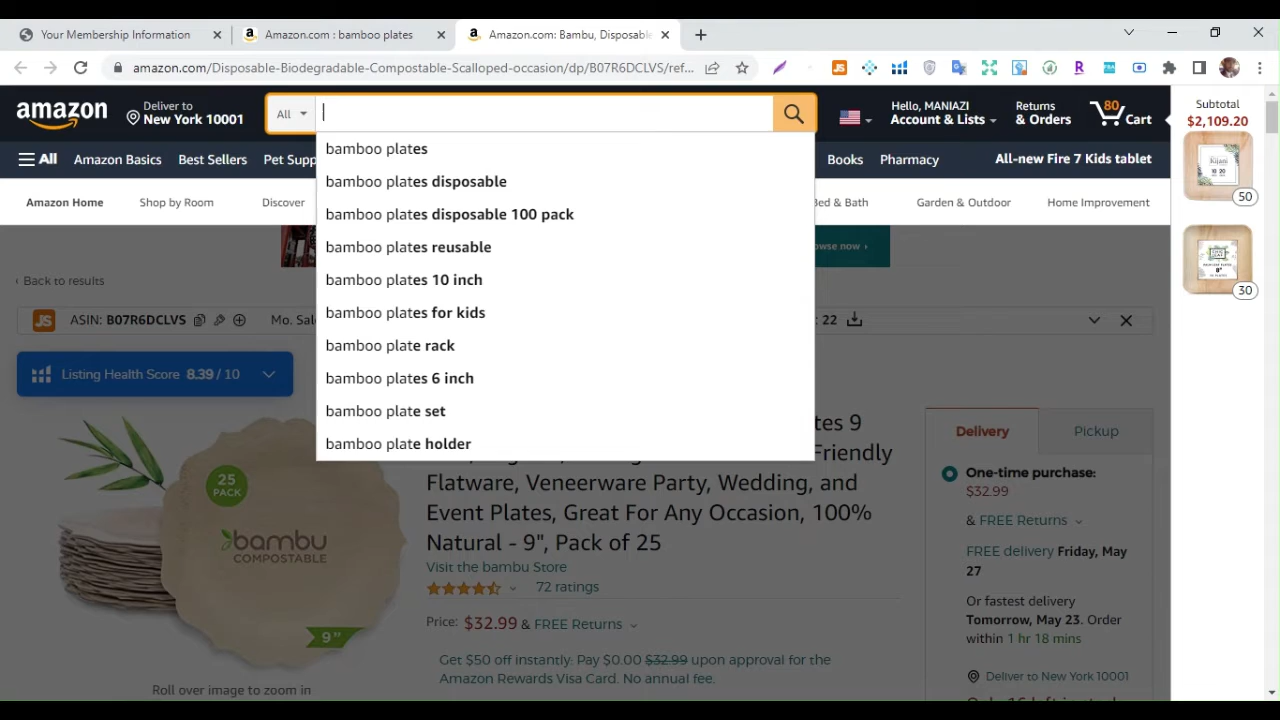 Your Membership Information
Amazon.com : bamboo plates
Amazon.com: Bambu, Disposable
amazon.com/Disposable-Biodegradable-Compostable-Scalloped-occasion/dp/B07R6DCLVS/ref...
amazon
Deliver to
New York 10001
All
Hello, MANIAZI
Account & Lists
Returns
& Orders
80
Cart
Subtotal
$2,109.20
All
Amazon Basics
Best Sellers
Pet Supp
Books
Pharmacy
All-new Fire 7 Kids tablet
Amazon Home
Shop by Room
Discover
Bed & Bath
Garden & Outdoor
Home Improvement
bamboo plates
bamboo plates disposable
bamboo plates disposable 100 pack
bamboo plates reusable
bamboo plates 10 inch
bamboo plates for kids
bamboo plate rack
bamboo plates 6 inch
bamboo plate set
bamboo plate holder
50
30
‹ Back to results
JS ASIN: B07R6DCLVS
Mo. Sal
: 22
Listing Health Score 8.39 / 10
25
PACK
bambu
COMPOSTABLE
9"
Roll over image to zoom in
tes 9
Friendly
Flatware, Veneerware Party, Wedding, and
Event Plates, Great For Any Occasion, 100%
Natural - 9", Pack of 25
Visit the bambu Store
72 ratings
Price: $32.99 & FREE Returns
Get $50 off instantly: Pay $0.00 $32.99 upon approval for the
Amazon Rewards Visa Card. No annual fee.
Delivery
Pickup
One-time purchase:
$32.99
& FREE Returns
FREE delivery Friday, May
27
Or fastest delivery
Tomorrow, May 23. Order
within 1 hr 18 mins
Deliver to New York 10001